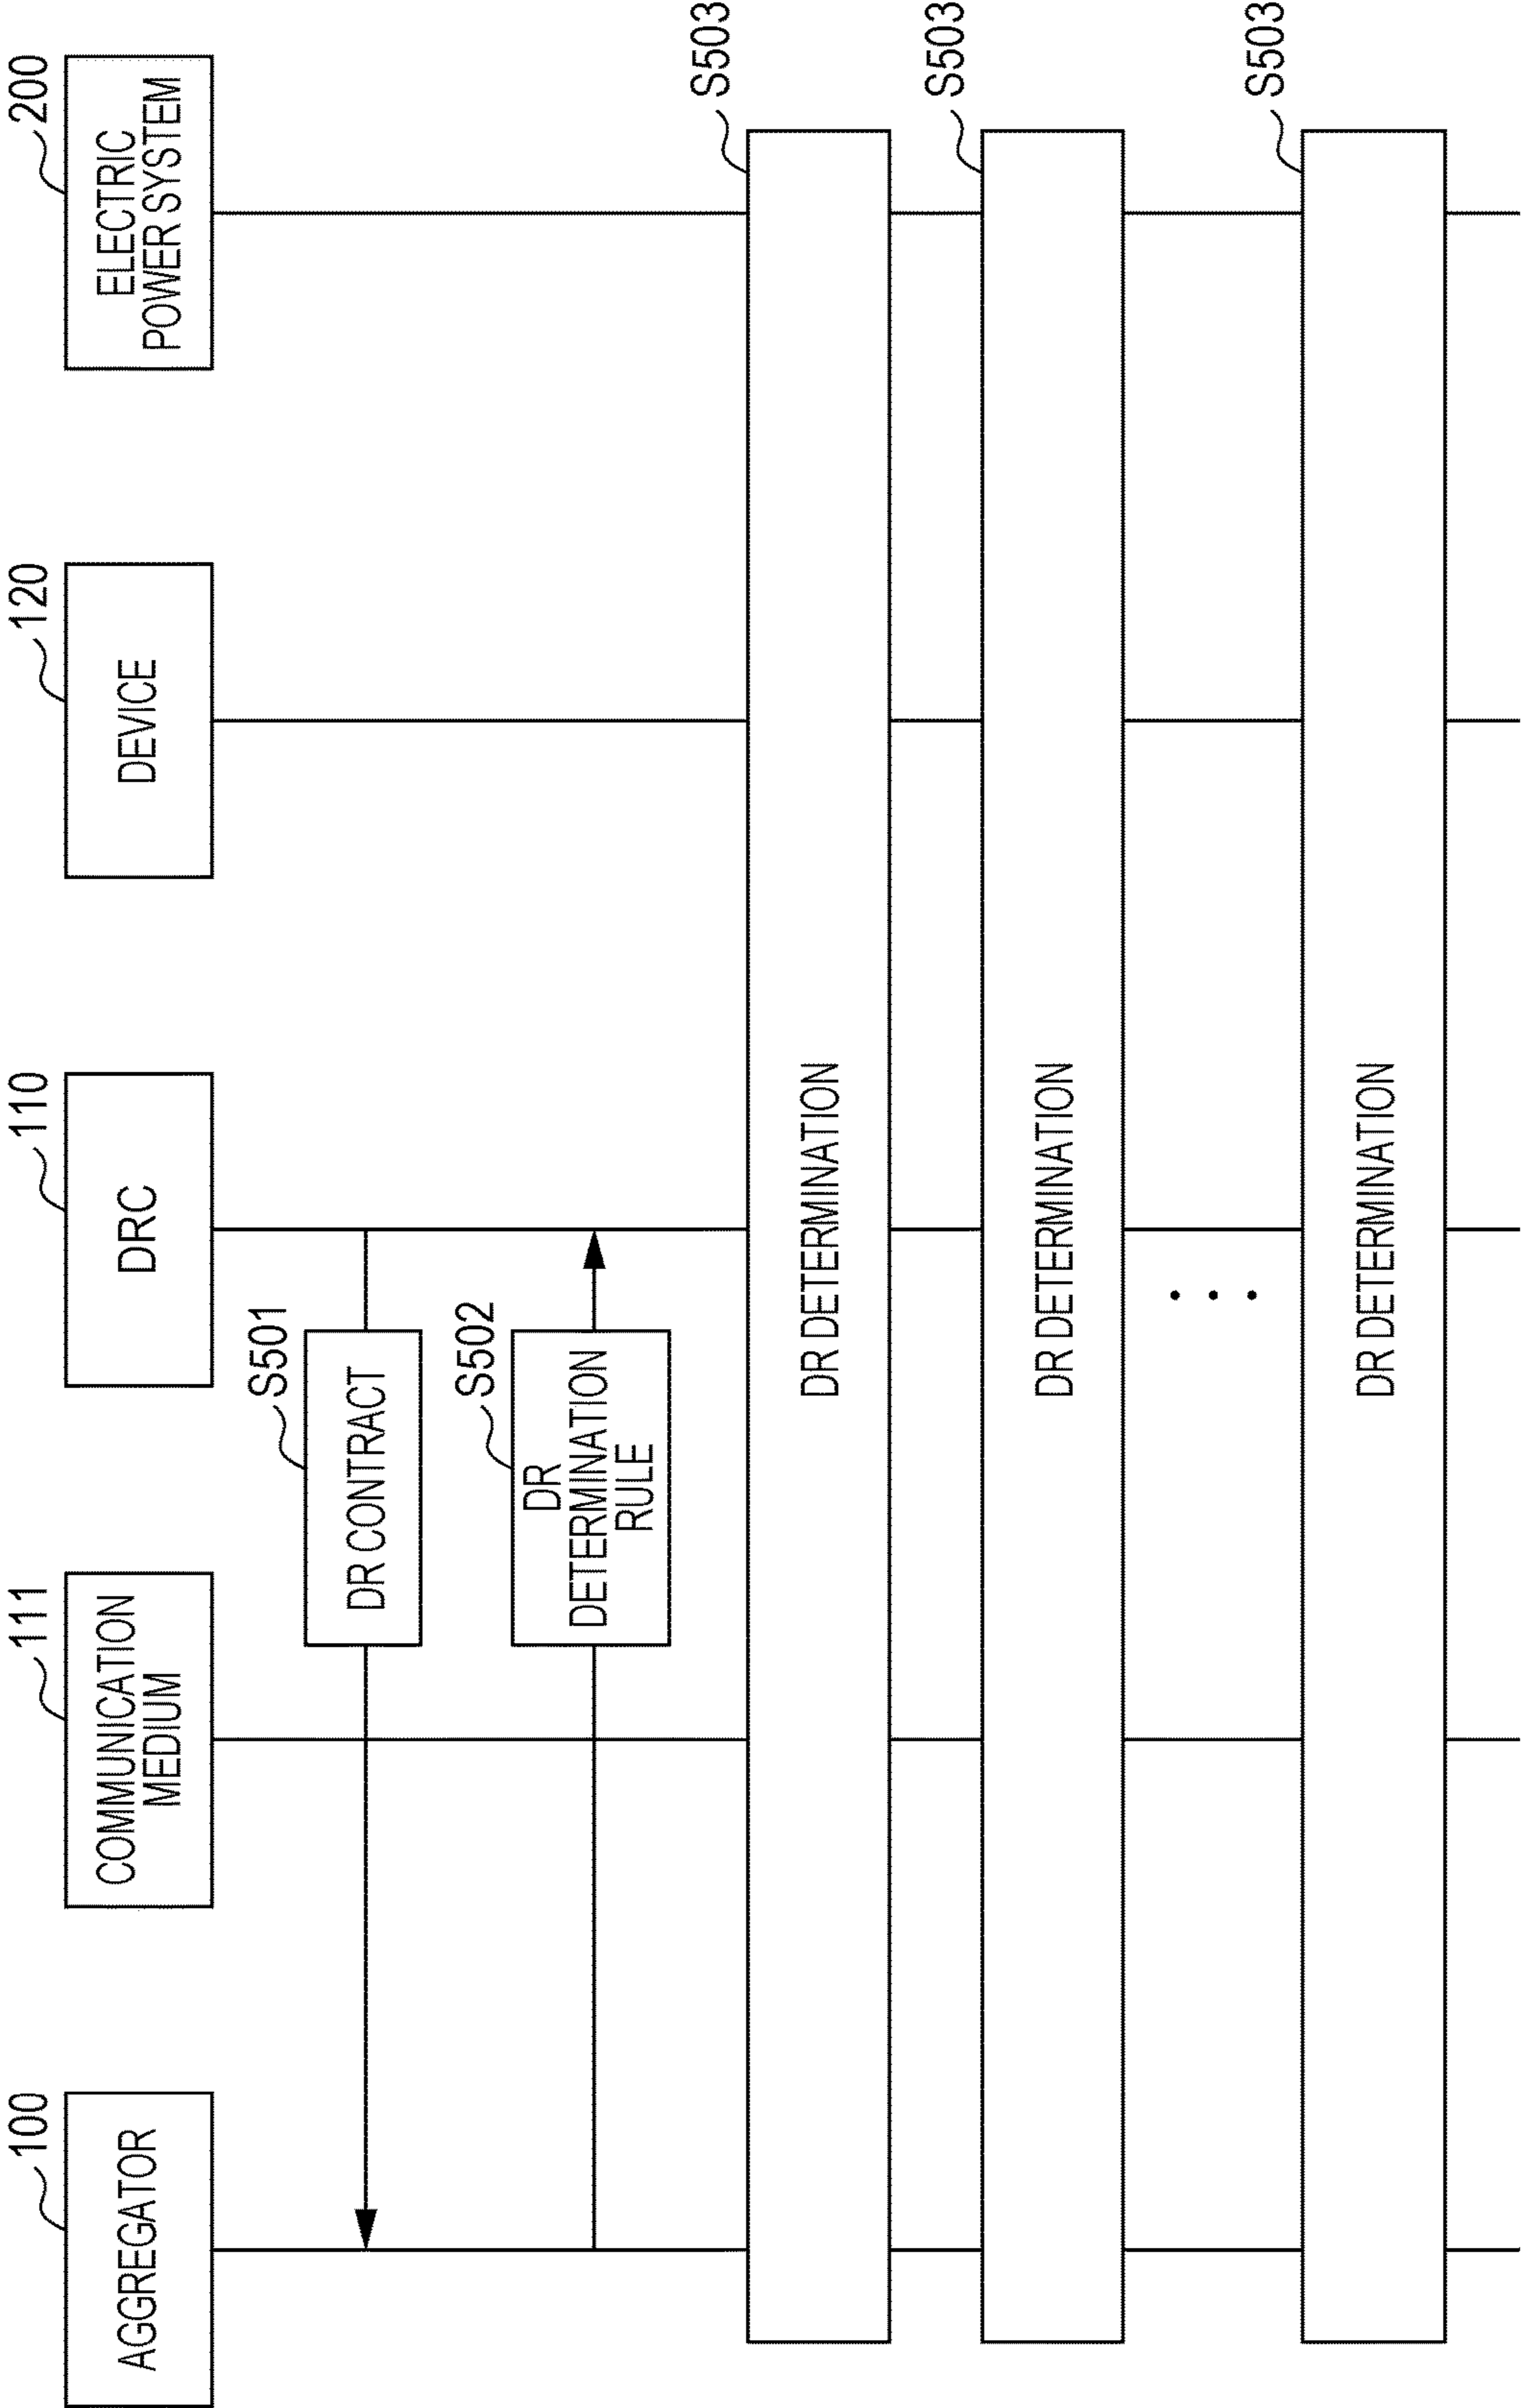 100
AGGREGATOR
111
COMMUNICATION
MEDIUM
110
DRC
120
DEVICE
200
ELECTRIC
POWER SYSTEM
S501
DR CONTRACT
S502
DR
DETERMINATION
RULE
S503
DR DETERMINATION
S503
DR DETERMINATION
S503
DR DETERMINATION